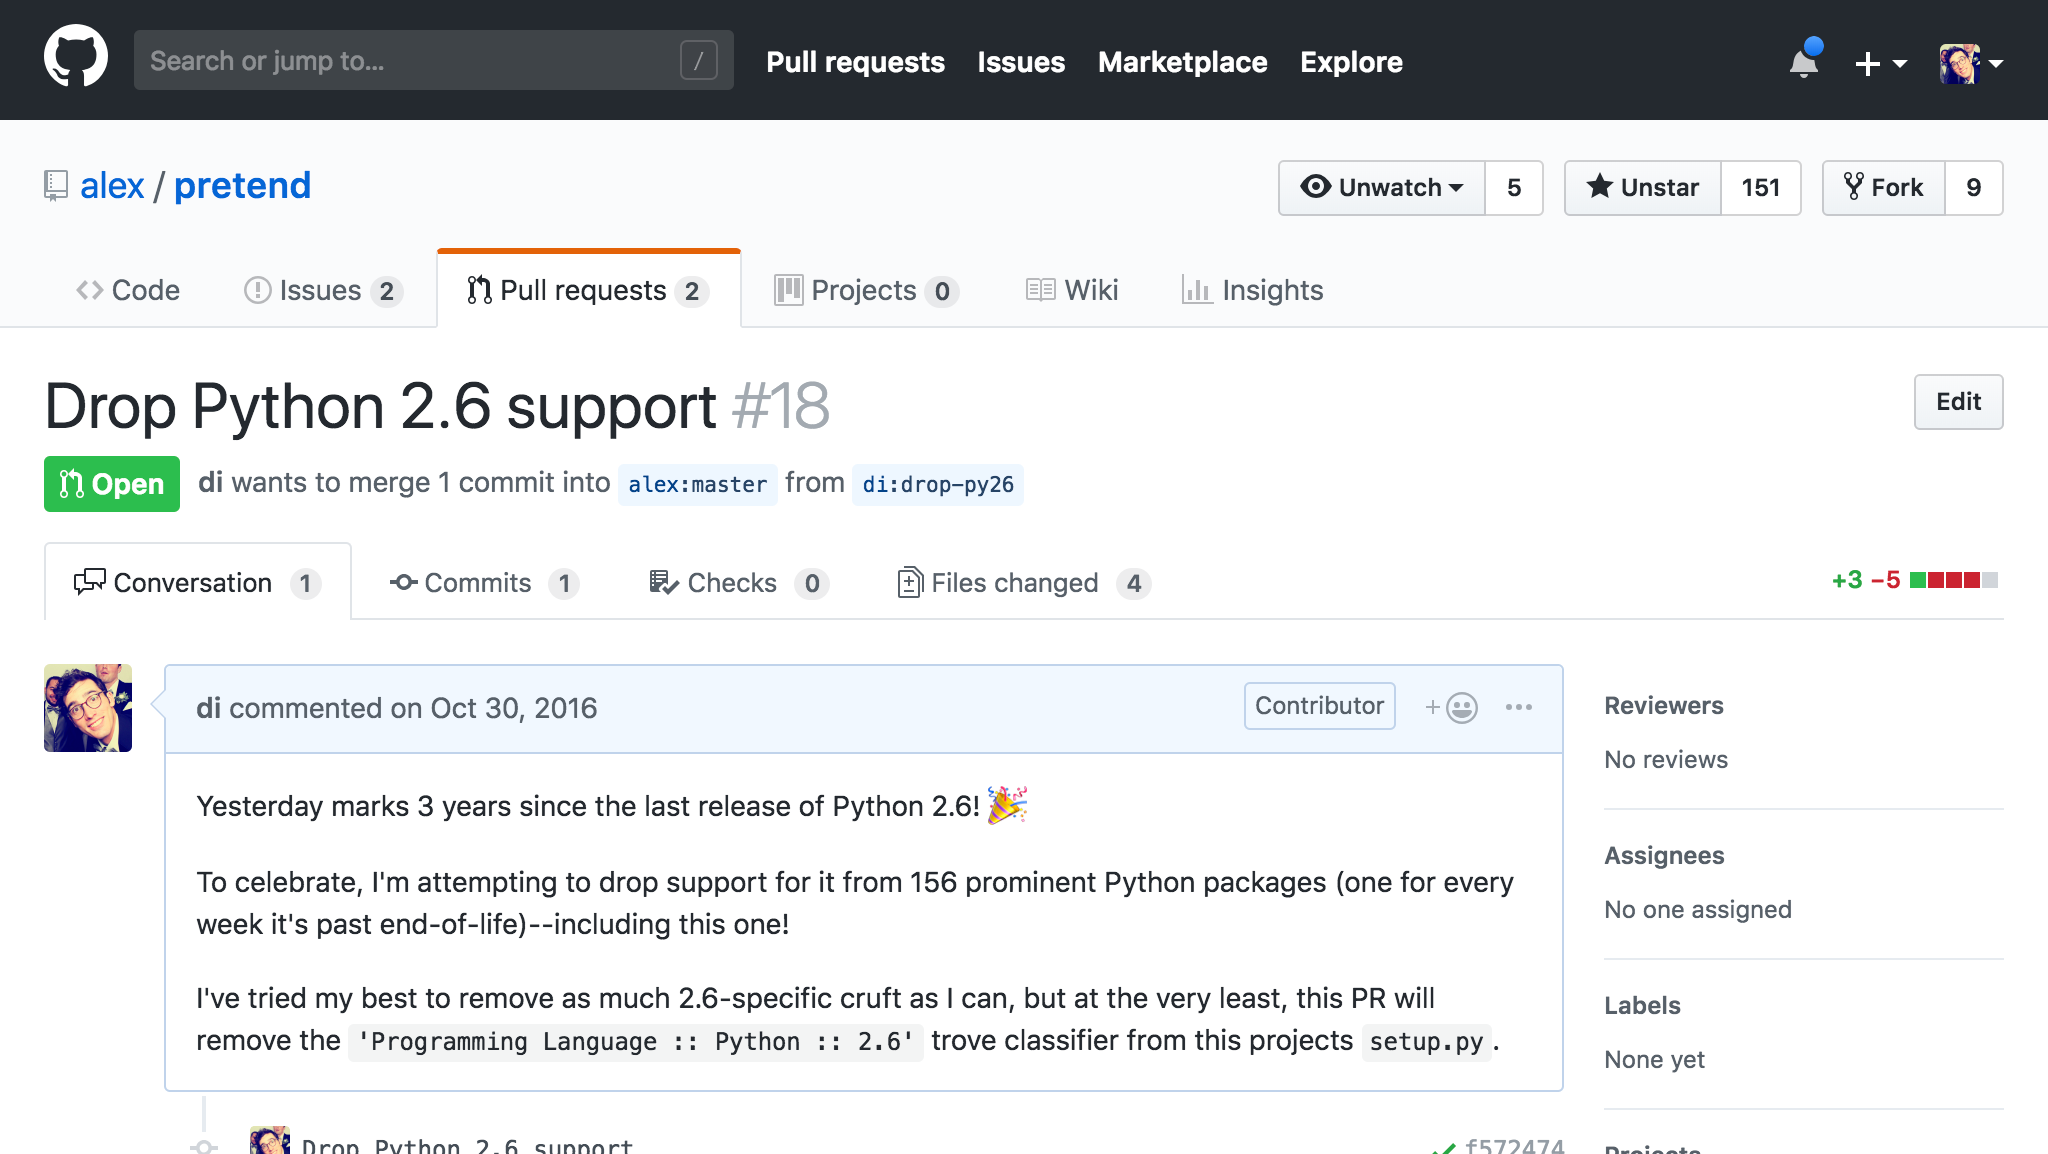 Search or jump to... /
Pull requests Issues Marketplace Explore
alex / pretend
Unwatch 5 Unstar 151 Fork 9
Code Issues 2 Pull requests 2 Projects 0 Wiki Insights
Drop Python 2.6 support #18
Edit
Open di wants to merge 1 commit into alex:master from di:drop-py26
Conversation 1 Commits 1 Checks 0 Files changed 4 +3 −5
di commented on Oct 30, 2016
Contributor
Yesterday marks 3 years since the last release of Python 2.6! 🎉
To celebrate, I'm attempting to drop support for it from 156 prominent Python packages (one for every
week it's past end-of-life)--including this one!
I've tried my best to remove as much 2.6-specific cruft as I can, but at the very least, this PR will
remove the 'Programming Language :: Python :: 2.6' trove classifier from this projects setup.py.
Drop Python 2.6 support f572474
Reviewers
No reviews
Assignees
No one assigned
Labels
None yet
Projects